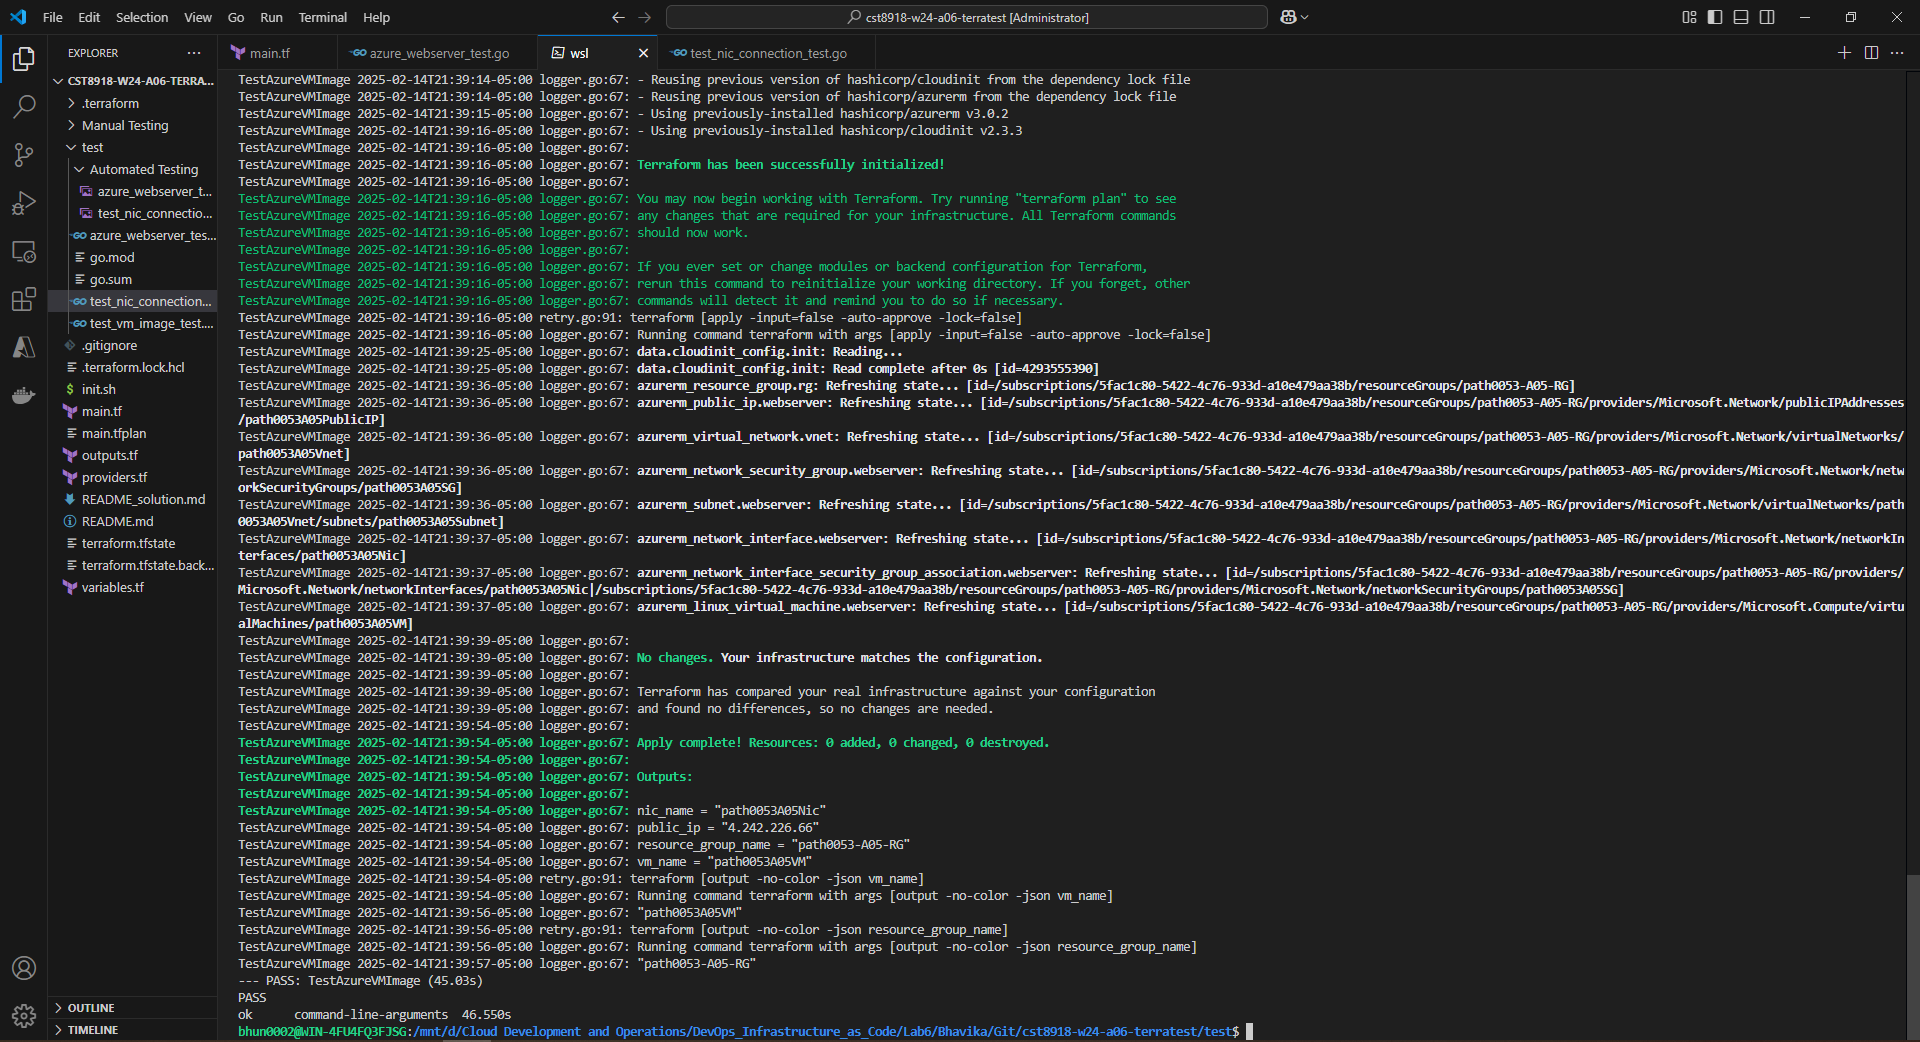 File Edit Selection View Go Run Terminal Help
cst8918-w24-a06-terratest [Administrator]
EXPLORER
main.tf
azure_webserver_test.go
wsl
test_nic_connection_test.go
CST8918-W24-A06-TERRA...
.terraform
Manual Testing
test
Automated Testing
azure_webserver_t...
test_nic_connectio...
azure_webserver_tes...
go.mod
go.sum
test_nic_connection...
test_vm_image_test....
.gitignore
.terraform.lock.hcl
init.sh
main.tf
main.tfplan
outputs.tf
providers.tf
README_solution.md
README.md
terraform.tfstate
terraform.tfstate.back...
variables.tf
OUTLINE
TIMELINE
TestAzureVMImage 2025-02-14T21:39:14-05:00 logger.go:67: - Reusing previous version of hashicorp/cloudinit from the dependency lock file
TestAzureVMImage 2025-02-14T21:39:14-05:00 logger.go:67: - Reusing previous version of hashicorp/azurerm from the dependency lock file
TestAzureVMImage 2025-02-14T21:39:15-05:00 logger.go:67: - Using previously-installed hashicorp/azurerm v3.0.2
TestAzureVMImage 2025-02-14T21:39:16-05:00 logger.go:67: - Using previously-installed hashicorp/cloudinit v2.3.3
TestAzureVMImage 2025-02-14T21:39:16-05:00 logger.go:67:
TestAzureVMImage 2025-02-14T21:39:16-05:00 logger.go:67: Terraform has been successfully initialized!
TestAzureVMImage 2025-02-14T21:39:16-05:00 logger.go:67:
TestAzureVMImage 2025-02-14T21:39:16-05:00 logger.go:67: You may now begin working with Terraform. Try running "terraform plan" to see
TestAzureVMImage 2025-02-14T21:39:16-05:00 logger.go:67: any changes that are required for your infrastructure. All Terraform commands
TestAzureVMImage 2025-02-14T21:39:16-05:00 logger.go:67: should now work.
TestAzureVMImage 2025-02-14T21:39:16-05:00 logger.go:67:
TestAzureVMImage 2025-02-14T21:39:16-05:00 logger.go:67: If you ever set or change modules or backend configuration for Terraform,
TestAzureVMImage 2025-02-14T21:39:16-05:00 logger.go:67: rerun this command to reinitialize your working directory. If you forget, other
TestAzureVMImage 2025-02-14T21:39:16-05:00 logger.go:67: commands will detect it and remind you to do so if necessary.
TestAzureVMImage 2025-02-14T21:39:16-05:00 retry.go:91: terraform [apply -input=false -auto-approve -lock=false]
TestAzureVMImage 2025-02-14T21:39:16-05:00 logger.go:67: Running command terraform with args [apply -input=false -auto-approve -lock=false]
TestAzureVMImage 2025-02-14T21:39:25-05:00 logger.go:67: data.cloudinit_config.init: Reading...
TestAzureVMImage 2025-02-14T21:39:25-05:00 logger.go:67: data.cloudinit_config.init: Read complete after 0s [id=4293555390]
TestAzureVMImage 2025-02-14T21:39:36-05:00 logger.go:67: azurerm_resource_group.rg: Refreshing state... [id=/subscriptions/5fac1c80-5422-4c76-933d-a10e479aa38b/resourceGroups/path0053-A05-RG]
TestAzureVMImage 2025-02-14T21:39:36-05:00 logger.go:67: azurerm_public_ip.webserver: Refreshing state... [id=/subscriptions/5fac1c80-5422-4c76-933d-a10e479aa38b/resourceGroups/path0053-A05-RG/providers/Microsoft.Network/publicIPAddresses
/path0053A05PublicIP]
TestAzureVMImage 2025-02-14T21:39:36-05:00 logger.go:67: azurerm_virtual_network.vnet: Refreshing state... [id=/subscriptions/5fac1c80-5422-4c76-933d-a10e479aa38b/resourceGroups/path0053-A05-RG/providers/Microsoft.Network/virtualNetworks/
path0053A05Vnet]
TestAzureVMImage 2025-02-14T21:39:36-05:00 logger.go:67: azurerm_network_security_group.webserver: Refreshing state... [id=/subscriptions/5fac1c80-5422-4c76-933d-a10e479aa38b/resourceGroups/path0053-A05-RG/providers/Microsoft.Network/netw
orkSecurityGroups/path0053A05SG]
TestAzureVMImage 2025-02-14T21:39:36-05:00 logger.go:67: azurerm_subnet.webserver: Refreshing state... [id=/subscriptions/5fac1c80-5422-4c76-933d-a10e479aa38b/resourceGroups/path0053-A05-RG/providers/Microsoft.Network/virtualNetworks/path
0053A05Vnet/subnets/path0053A05Subnet]
TestAzureVMImage 2025-02-14T21:39:37-05:00 logger.go:67: azurerm_network_interface.webserver: Refreshing state... [id=/subscriptions/5fac1c80-5422-4c76-933d-a10e479aa38b/resourceGroups/path0053-A05-RG/providers/Microsoft.Network/networkIn
terfaces/path0053A05Nic]
TestAzureVMImage 2025-02-14T21:39:37-05:00 logger.go:67: azurerm_network_interface_security_group_association.webserver: Refreshing state... [id=/subscriptions/5fac1c80-5422-4c76-933d-a10e479aa38b/resourceGroups/path0053-A05-RG/providers/
Microsoft.Network/networkInterfaces/path0053A05Nic|/subscriptions/5fac1c80-5422-4c76-933d-a10e479aa38b/resourceGroups/path0053-A05-RG/providers/Microsoft.Network/networkSecurityGroups/path0053A05SG]
TestAzureVMImage 2025-02-14T21:39:37-05:00 logger.go:67: azurerm_linux_virtual_machine.webserver: Refreshing state... [id=/subscriptions/5fac1c80-5422-4c76-933d-a10e479aa38b/resourceGroups/path0053-A05-RG/providers/Microsoft.Compute/virtu
alMachines/path0053A05VM]
TestAzureVMImage 2025-02-14T21:39:39-05:00 logger.go:67:
TestAzureVMImage 2025-02-14T21:39:39-05:00 logger.go:67: No changes. Your infrastructure matches the configuration.
TestAzureVMImage 2025-02-14T21:39:39-05:00 logger.go:67:
TestAzureVMImage 2025-02-14T21:39:39-05:00 logger.go:67: Terraform has compared your real infrastructure against your configuration
TestAzureVMImage 2025-02-14T21:39:39-05:00 logger.go:67: and found no differences, so no changes are needed.
TestAzureVMImage 2025-02-14T21:39:54-05:00 logger.go:67:
TestAzureVMImage 2025-02-14T21:39:54-05:00 logger.go:67: Apply complete! Resources: 0 added, 0 changed, 0 destroyed.
TestAzureVMImage 2025-02-14T21:39:54-05:00 logger.go:67:
TestAzureVMImage 2025-02-14T21:39:54-05:00 logger.go:67: Outputs:
TestAzureVMImage 2025-02-14T21:39:54-05:00 logger.go:67:
TestAzureVMImage 2025-02-14T21:39:54-05:00 logger.go:67: nic_name = "path0053A05Nic"
TestAzureVMImage 2025-02-14T21:39:54-05:00 logger.go:67: public_ip = "4.242.226.66"
TestAzureVMImage 2025-02-14T21:39:54-05:00 logger.go:67: resource_group_name = "path0053-A05-RG"
TestAzureVMImage 2025-02-14T21:39:54-05:00 logger.go:67: vm_name = "path0053A05VM"
TestAzureVMImage 2025-02-14T21:39:54-05:00 retry.go:91: terraform [output -no-color -json vm_name]
TestAzureVMImage 2025-02-14T21:39:54-05:00 logger.go:67: Running command terraform with args [output -no-color -json vm_name]
TestAzureVMImage 2025-02-14T21:39:56-05:00 logger.go:67: "path0053A05VM"
TestAzureVMImage 2025-02-14T21:39:56-05:00 retry.go:91: terraform [output -no-color -json resource_group_name]
TestAzureVMImage 2025-02-14T21:39:56-05:00 logger.go:67: Running command terraform with args [output -no-color -json resource_group_name]
TestAzureVMImage 2025-02-14T21:39:57-05:00 logger.go:67: "path0053-A05-RG"
--- PASS: TestAzureVMImage (45.03s)
PASS
ok command-line-arguments 46.550s
bhun0002@WIN-4FU4FQ3FJSG:/mnt/d/Cloud Development and Operations/DevOps_Infrastructure_as_Code/Lab6/Bhavika/Git/cst8918-w24-a06-terratest/test$